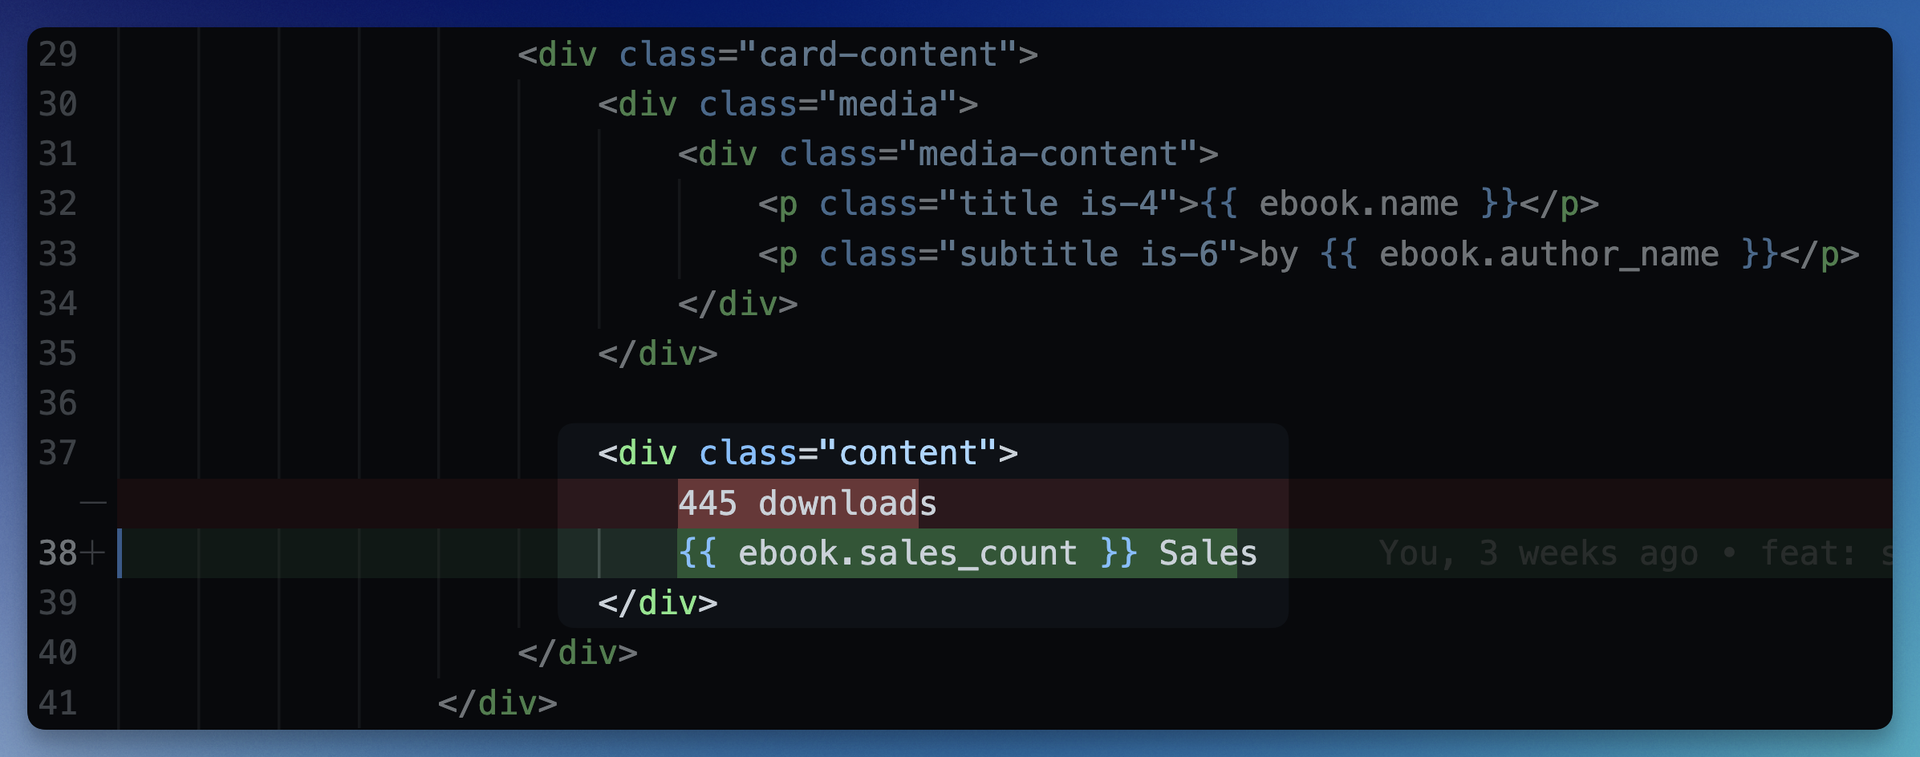 29 <div class="card-content">
30 <div class="media">
31 <div class="media-content">
32 <p class="title is-4">{{ ebook.name }}</p>
33 <p class="subtitle is-6">by {{ ebook.author_name }}</p>
34 </div>
35 </div>
36
37 <div class="content">
— 445 downloads
38+ {{ ebook.sales_count }} Sales You, 3 weeks ago • feat: s
39 </div>
40 </div>
41 </div>